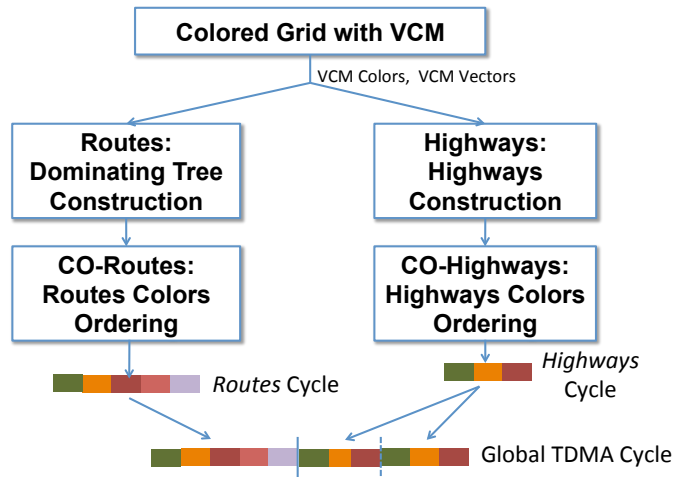 Colored Grid with VCM
VCM Colors, VCM Vectors
Routes:
Dominating Tree
Construction
Highways:
Highways
Construction
CO-Routes:
Routes Colors
Ordering
CO-Highways:
Highways Colors
Ordering
Routes Cycle
Highways
Cycle
Global TDMA Cycle